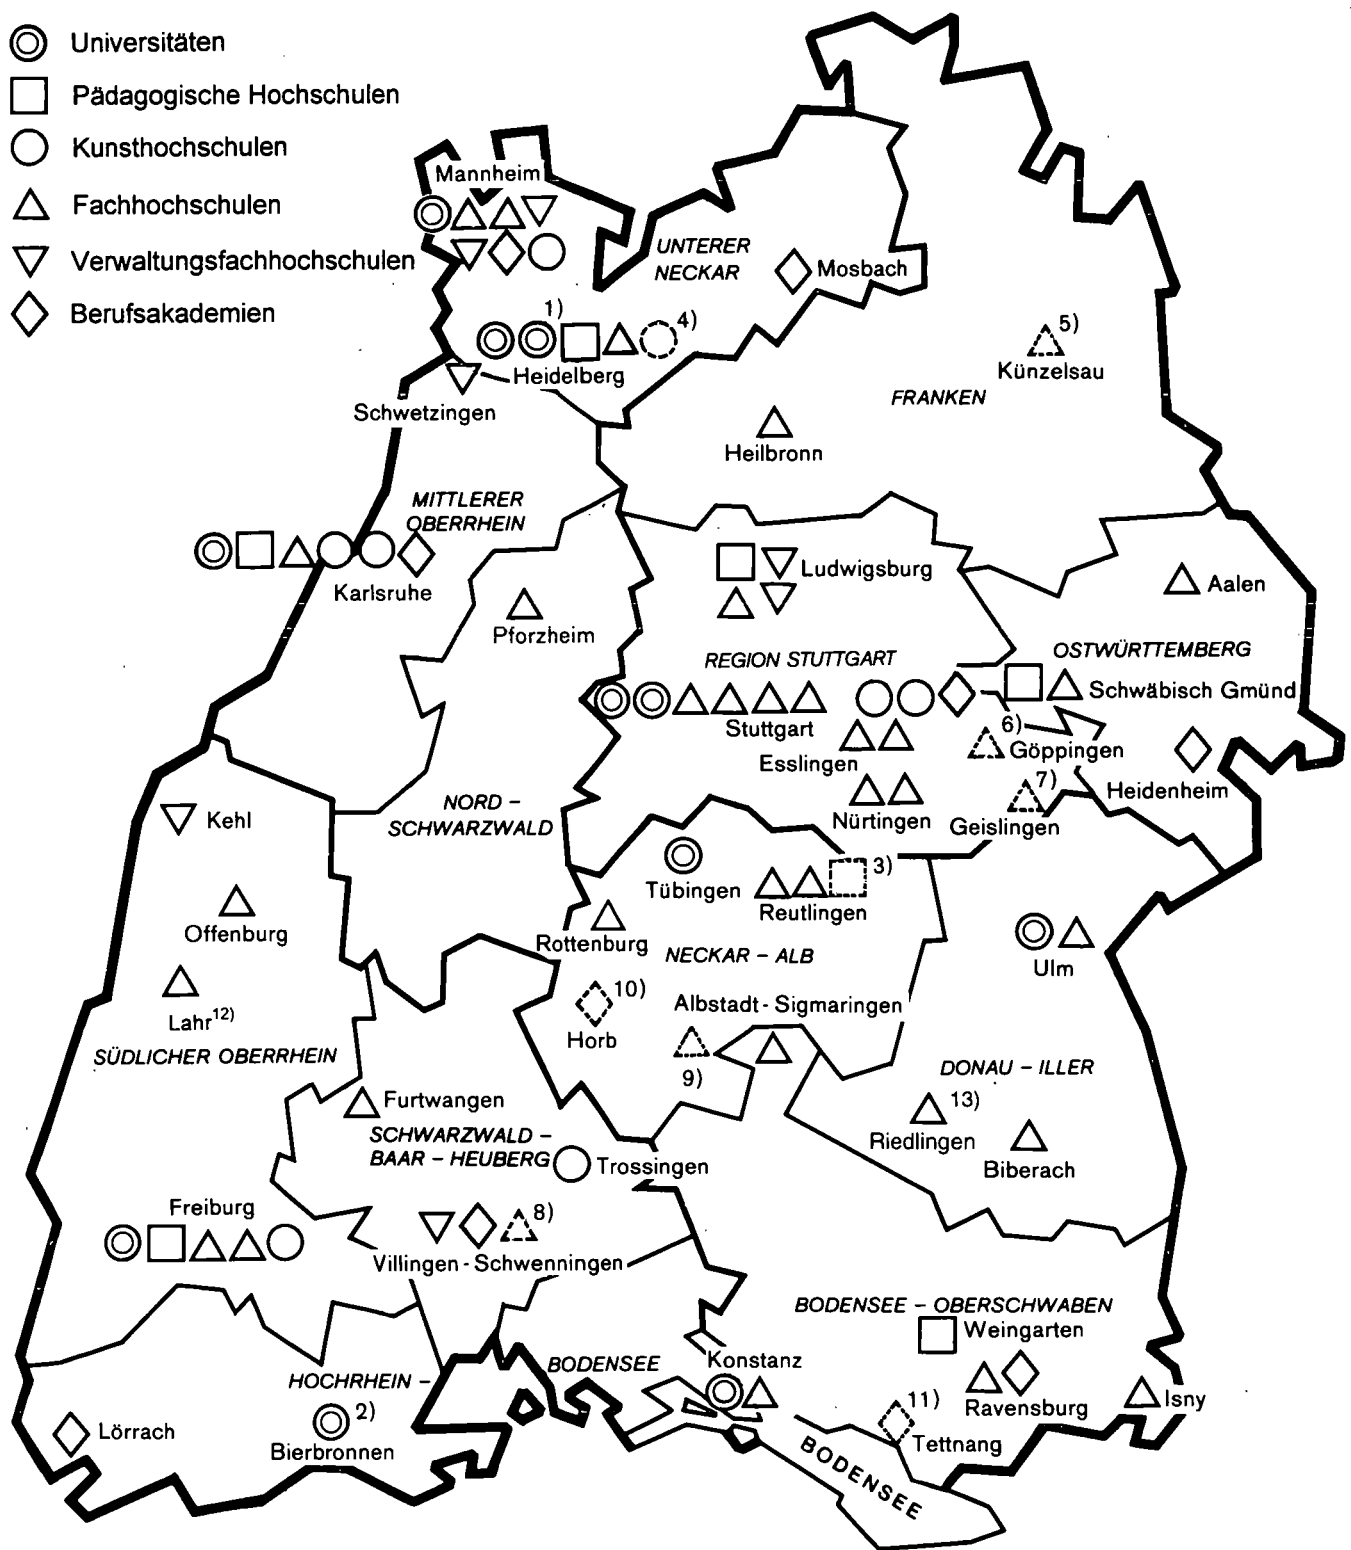 Universitäten
Pädagogische Hochschulen
Kunsthochschulen
Fachhochschulen
Verwaltungsfachhochschulen
Berufsakademien
Mannheim
UNTERER
NECKAR
Mosbach
1)
4)
5)
Heidelberg
Künzelsau
Schwetzingen
FRANKEN
Heilbronn
MITTLERER
OBERRHEIN
Karlsruhe
Ludwigsburg
Aalen
Pforzheim
REGION STUTTGART
OSTWÜRTTEMBERG
Schwäbisch Gmünd
Stuttgart
6)
Esslingen
Göppingen
7)
Heidenheim
NORD –
SCHWARZWALD
Kehl
Nürtingen
Geislingen
3)
Tübingen
Reutlingen
Offenburg
Rottenburg
NECKAR – ALB
Ulm
10)
Albstadt - Sigmaringen
Lahr12)
Horb
SÜDLICHER OBERRHEIN
9)
DONAU – ILLER
Furtwangen
13)
Riedlingen
SCHWARZWALD –
BAAR – HEUBERG
Trossingen
Biberach
Freiburg
8)
Villingen - Schwenningen
BODENSEE – OBERSCHWABEN
Weingarten
HOCHRHEIN –
BODENSEE
Konstanz
Ravensburg
Isny
2)
11)
Lörrach
Bierbronnen
Tettnang
BODENSEE